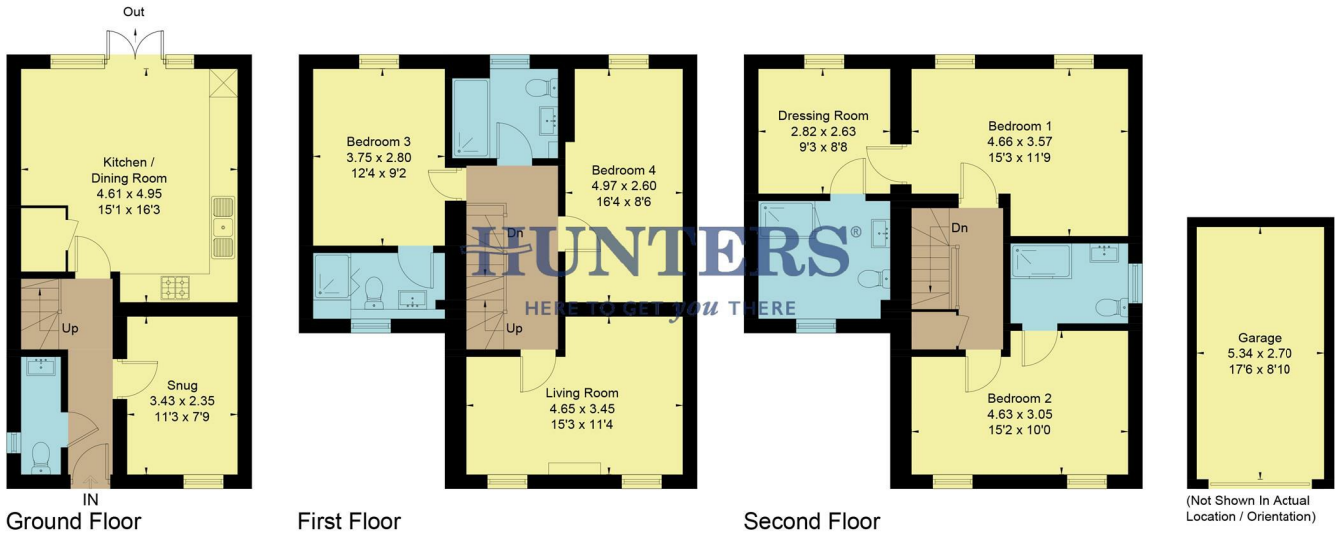 Out
Kitchen /
Dining Room
4.61 x 4.95
15'1 x 16'3
Up
Snug
3.43 x 2.35
11'3 x 7'9
IN
Ground Floor
Bedroom 3
3.75 x 2.80
12'4 x 9'2
Bedroom 4
4.97 x 2.60
16'4 x 8'6
Dn
Up
Living Room
4.65 x 3.45
15'3 x 11'4
First Floor
HUNTERS®
HERE TO GET you THERE
Dressing Room
2.82 x 2.63
9'3 x 8'8
Bedroom 1
4.66 x 3.57
15'3 x 11'9
Dn
Bedroom 2
4.63 x 3.05
15'2 x 10'0
Second Floor
Garage
5.34 x 2.70
17'6 x 8'10
(Not Shown In Actual
Location / Orientation)